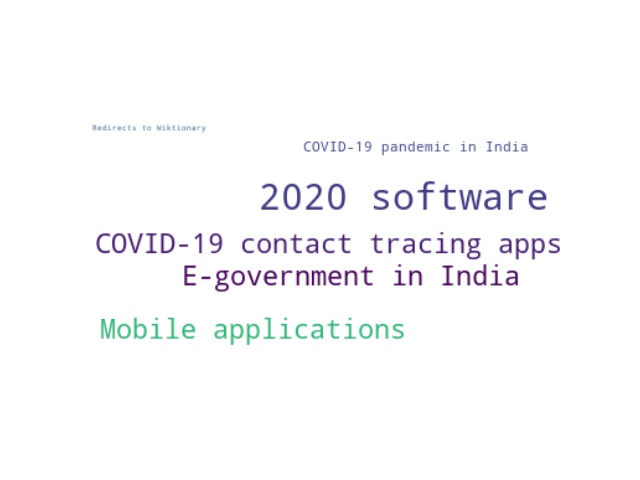 Redirects to Wiktionary
COVID-19 pandemic in India
2020 software
COVID-19 contact tracing apps
E-government in India
Mobile applications